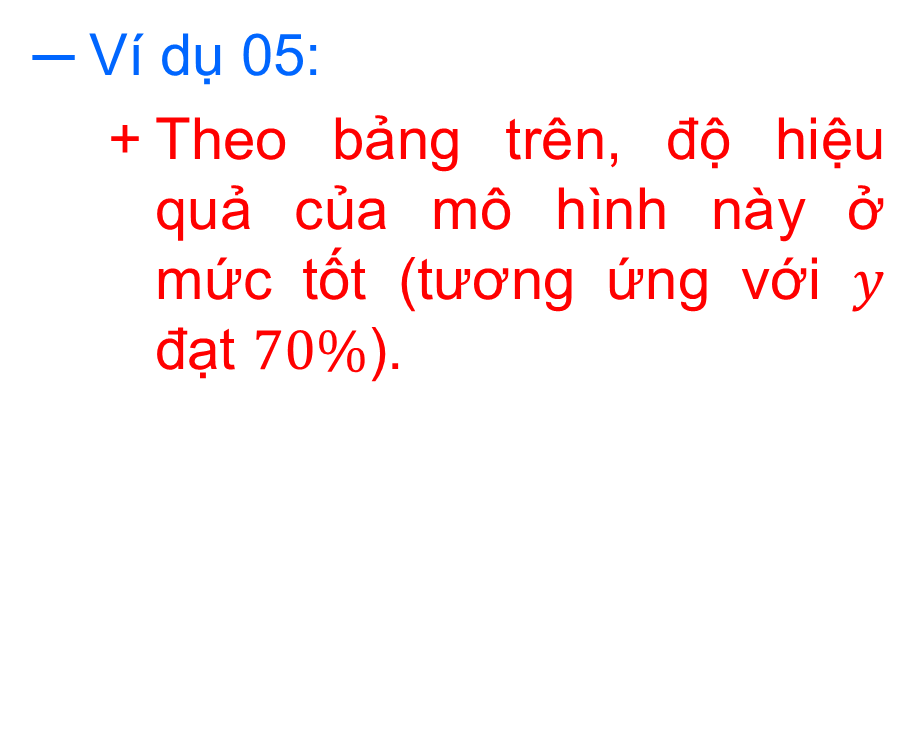 ─ Ví dụ 05:
+ Theo bảng trên, độ hiệu
quả của mô hình này ở
mức tốt (tương ứng với y
đạt 70%).